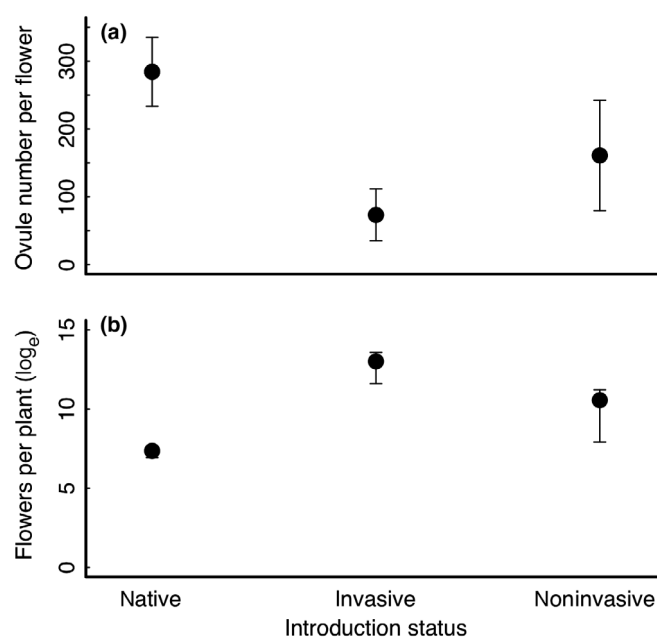 (a)
Ovule number per flower
300
200
100
0
(b)
Flowers per plant (logₑ)
15
10
5
0
Native Invasive Noninvasive
Introduction status